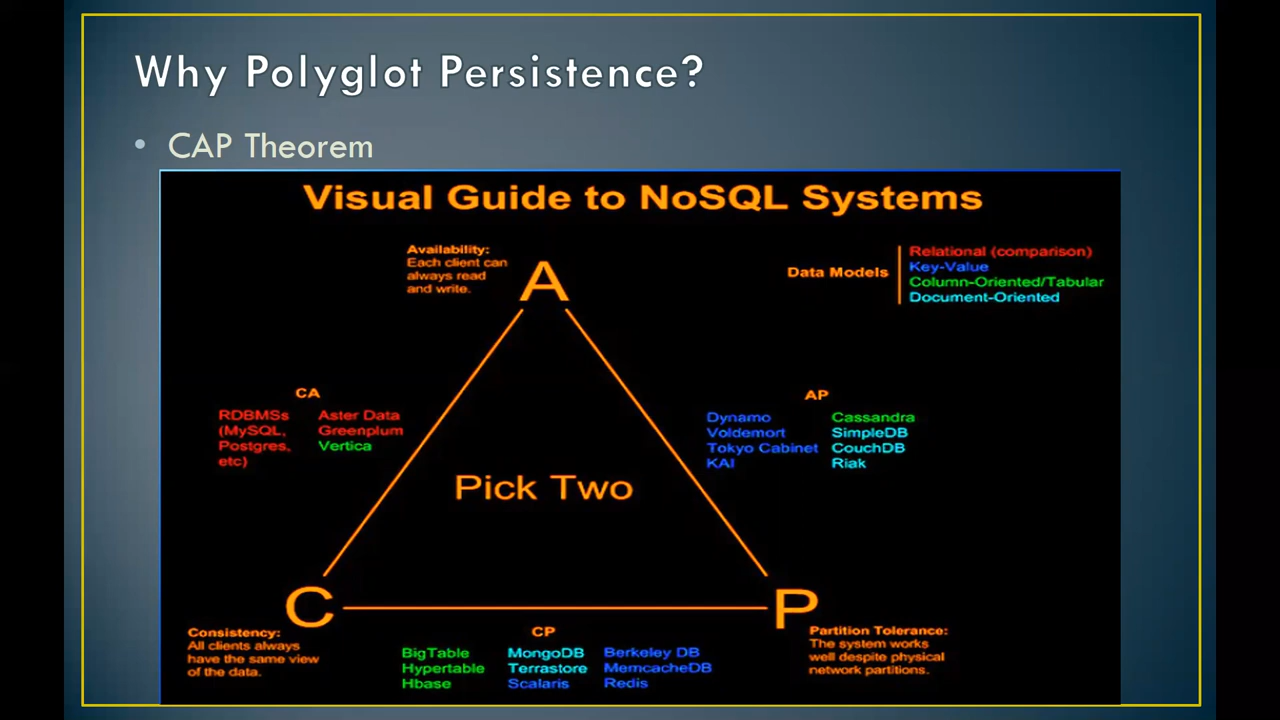 Why Polyglot Persistence?
• CAP Theorem
Visual Guide to NoSQL Systems
Availability:
Each client can
always read
and write.
A
Data Models
Relational (comparison)
Key-Value
Column-Oriented/Tabular
Document-Oriented
CA
RDBMSs
(MySQL,
Postgres,
etc)
Aster Data
Greenplum
Vertica
AP
Dynamo
Voldemort
Tokyo Cabinet
KAI
Cassandra
SimpleDB
CouchDB
Riak
Pick Two
C
Consistency:
All clients always
have the same view
of the data.
CP
BigTable
Hypertable
Hbase
MongoDB
Terrastore
Scalaris
Berkeley DB
MemcacheDB
Redis
P
Partition Tolerance:
The system works
well despite physical
network partitions.